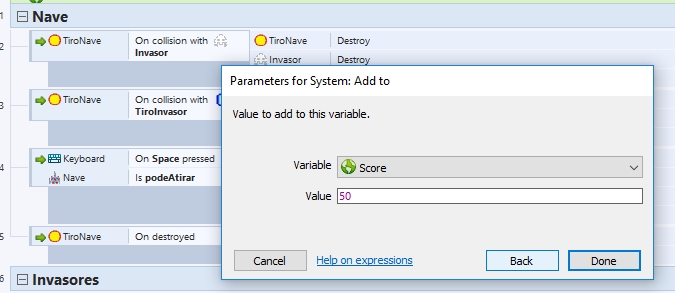 1 Nave
2 TiroNave On collision with Invasor TiroNave Destroy
Invasor Destroy
3 TiroNave On collision with TiroInvasor
4 Keyboard On Space pressed
Nave Is podeAtirar
5 TiroNave On destroyed
6 Invasores
Parameters for System: Add to
Value to add to this variable.
Variable Score
Value 50
Cancel Help on expressions Back Done